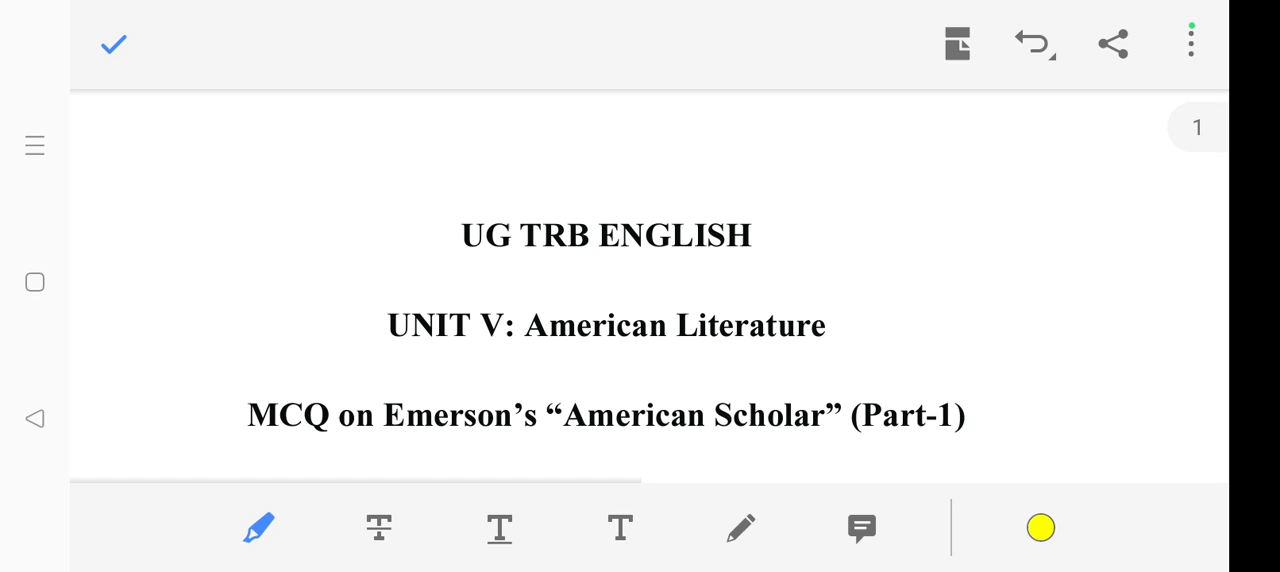 1
UG TRB ENGLISH
UNIT V: American Literature
MCQ on Emerson’s “American Scholar” (Part-1)